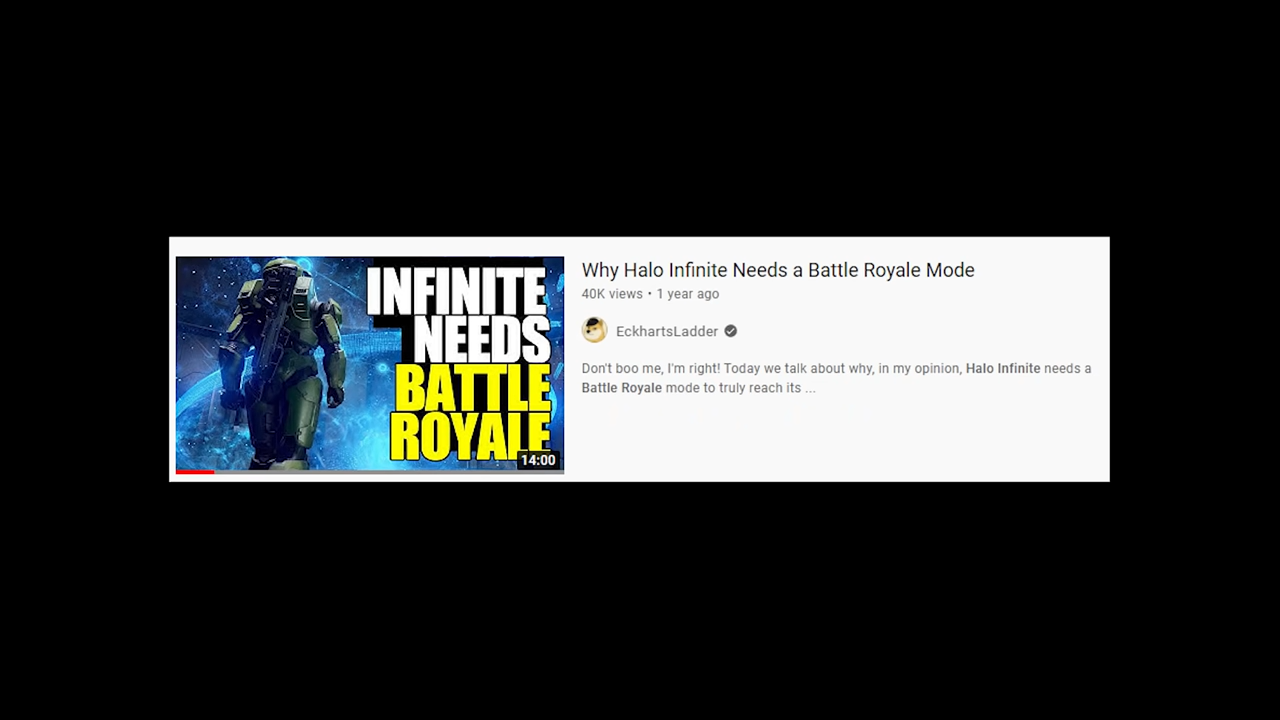 INFINITE
NEEDS
BATTLE
ROYALE
14:00
Why Halo Infinite Needs a Battle Royale Mode
40K views • 1 year ago
EckhartsLadder
Don't boo me, I'm right! Today we talk about why, in my opinion, Halo Infinite needs a
Battle Royale mode to truly reach its ...